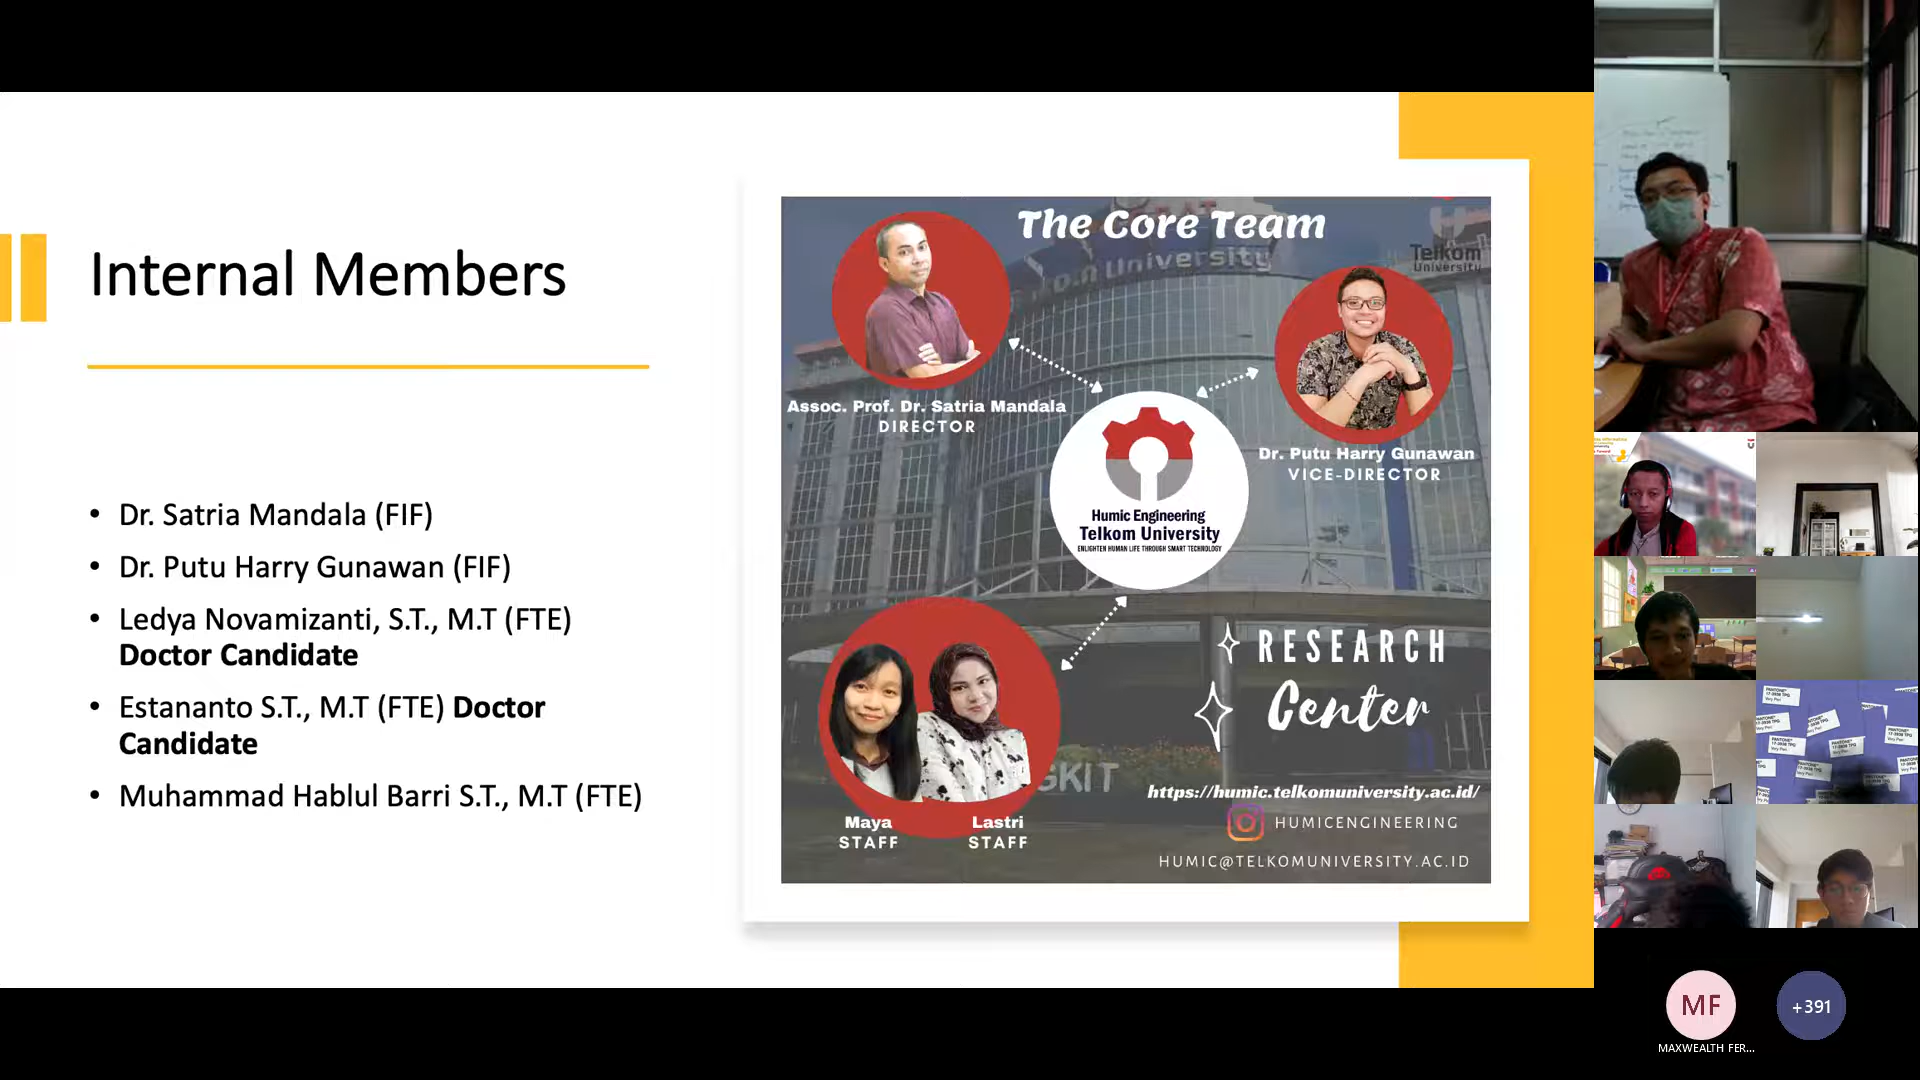 Internal Members
• Dr. Satria Mandala (FIF)
• Dr. Putu Harry Gunawan (FIF)
• Ledya Novamizanti, S.T., M.T (FTE)
Doctor Candidate
• Estananto S.T., M.T (FTE) Doctor
Candidate
• Muhammad Hablul Barri S.T., M.T (FTE)
The Core Team
Telkom
University
Assoc. Prof. Dr. Satria Mandala
DIRECTOR
Dr. Putu Harry Gunawan
VICE-DIRECTOR
Humic Engineering
Telkom University
ENLIGHTEN HUMAN LIFE THROUGH SMART TECHNOLOGY
RESEARCH
Center
GKIT
Maya
STAFF
Lastri
STAFF
https://humic.telkomuniversity.ac.id/
HUMICENGINEERING
HUMIC@TELKOMUNIVERSITY.AC.ID
MF
+391
MAXWEALTH FER...